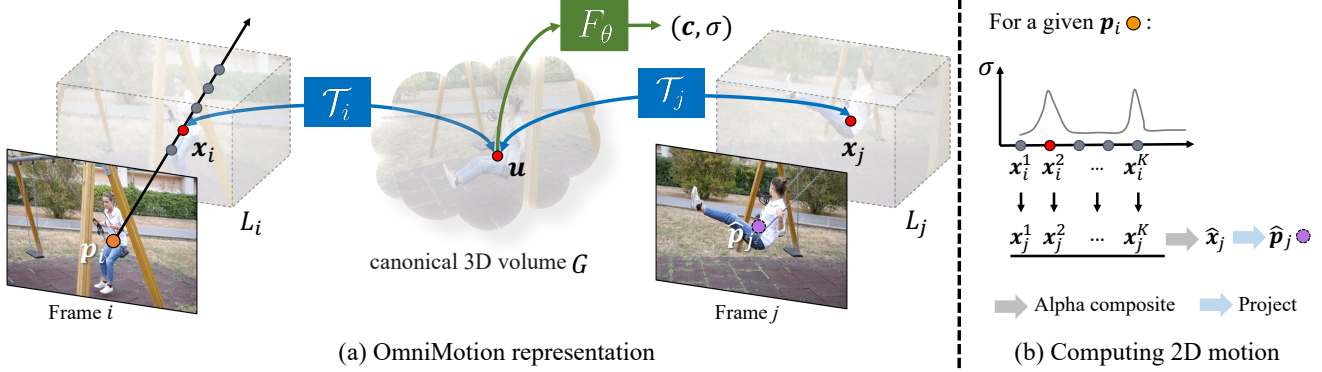 F_θ
(c, σ)
𝒯_i
𝒯_j
x_i
u
x_j
L_i
L_j
p_i
p̂_j
canonical 3D volume G
Frame i
Frame j
(a) OmniMotion representation
For a given p_i :
σ
x_i^1 x_i^2 ... x_i^K
x_j^1 x_j^2 ... x_j^K x̂_j p̂_j
Alpha composite Project
(b) Computing 2D motion